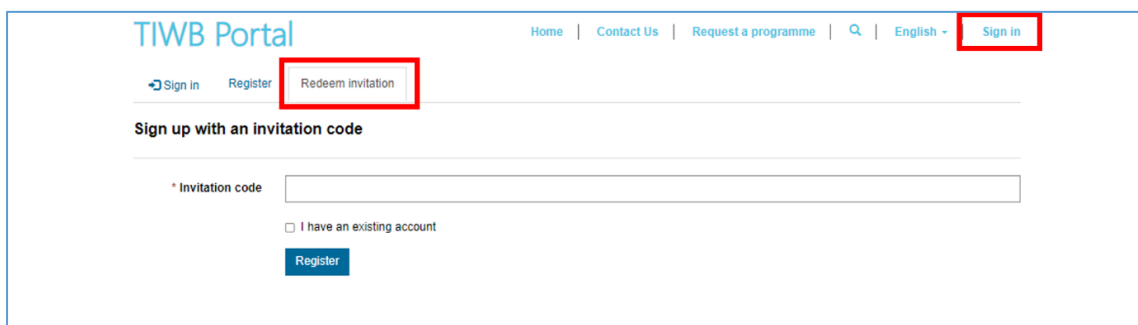 TIWB Portal
Home | Contact Us | Request a programme | | English | Sign in
Sign in Register Redeem invitation
Sign up with an invitation code
* Invitation code
I have an existing account
Register